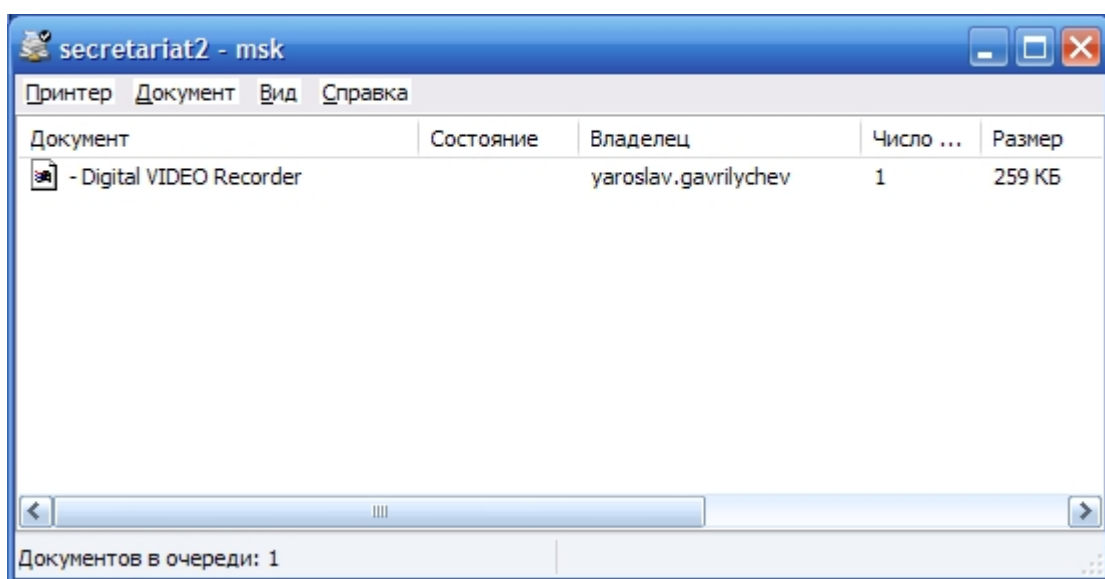 secretariat2 - msk
Принтер Документ Вид Справка
Документ Состояние Владелец Число ... Размер
- Digital VIDEO Recorder yaroslav.gavrilychev 1 259 КБ
Документов в очереди: 1